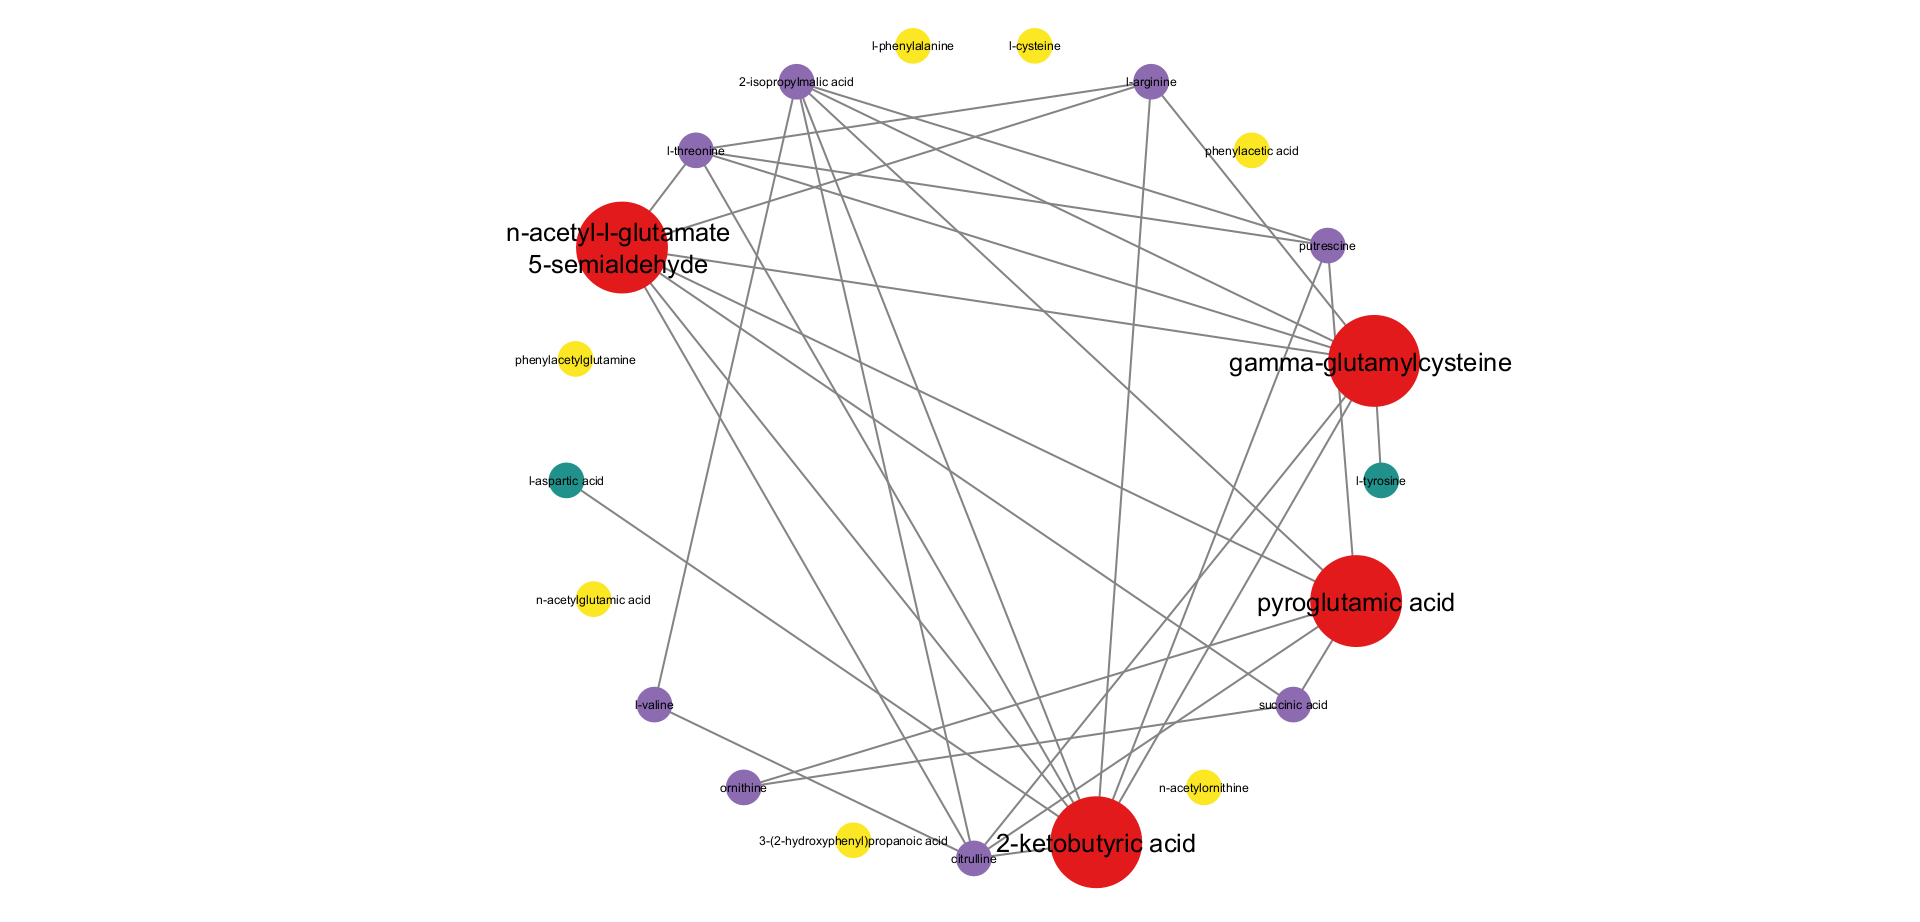 l-phenylalanine
l-cysteine
2-isopropylmalic acid
l-arginine
l-threonine
phenylacetic acid
n-acetyl-l-glutamate
5-semialdehyde
putrescine
phenylacetylglutamine
gamma-glutamylcysteine
l-aspartic acid
l-tyrosine
n-acetylglutamic acid
pyroglutamic acid
l-valine
succinic acid
ornithine
n-acetylornithine
3-(2-hydroxyphenyl)propanoic acid
citrulline
2-ketobutyric acid